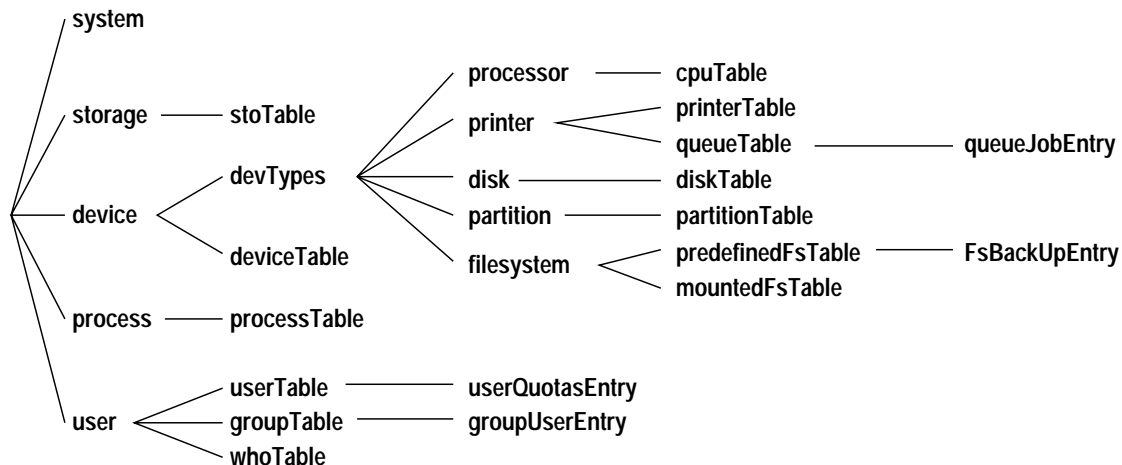 system
processor cpuTable
printerTable
storage stoTable
printer
queueTable queueJobEntry
devTypes
disk diskTable
device
partition partitionTable
deviceTable
predefinedFsTable FsBackUpEntry
filesystem
mountedFsTable
process processTable
userTable userQuotasEntry
user
groupTable groupUserEntry
whoTable